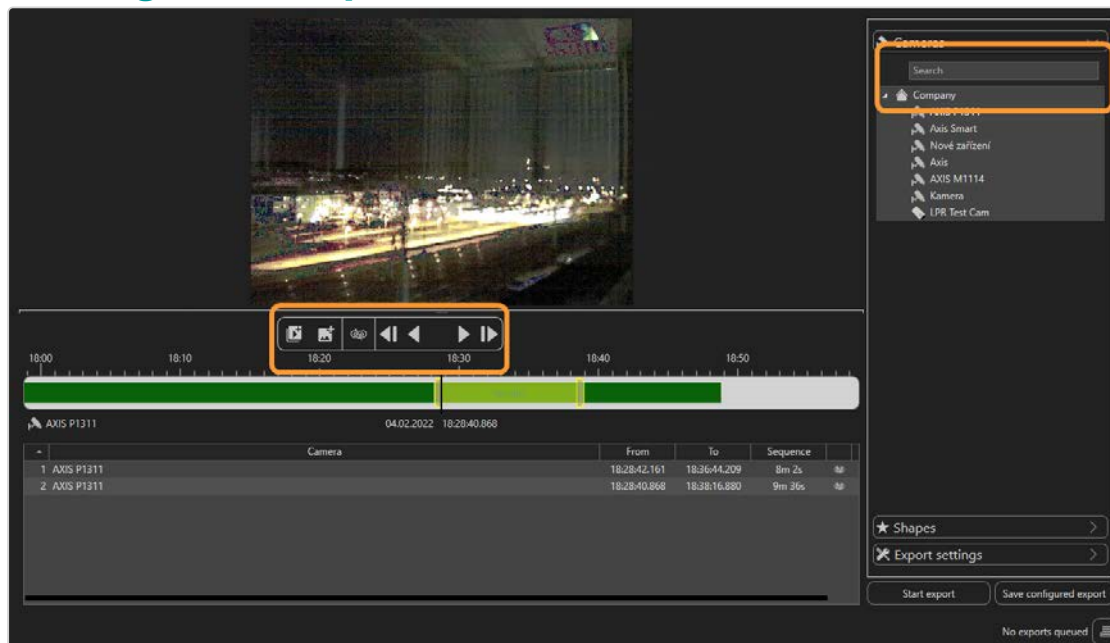 Cameras
Search
Company
AXIS P1311
Axis Smart
Nové zařízení
Axis
AXIS M1114
Kamera
LPR Test Cam
18:00 18:10 18:20 18:30 18:40 18:50
AXIS P1311 04.02.2022 18:28:40.868
Camera From To Sequence
1 AXIS P1311 18:28:42.161 18:36:44.209 8m 2s
2 AXIS P1311 18:28:40.868 18:38:16.880 9m 36s
Shapes
Export settings
Start export Save configured export
No exports queued